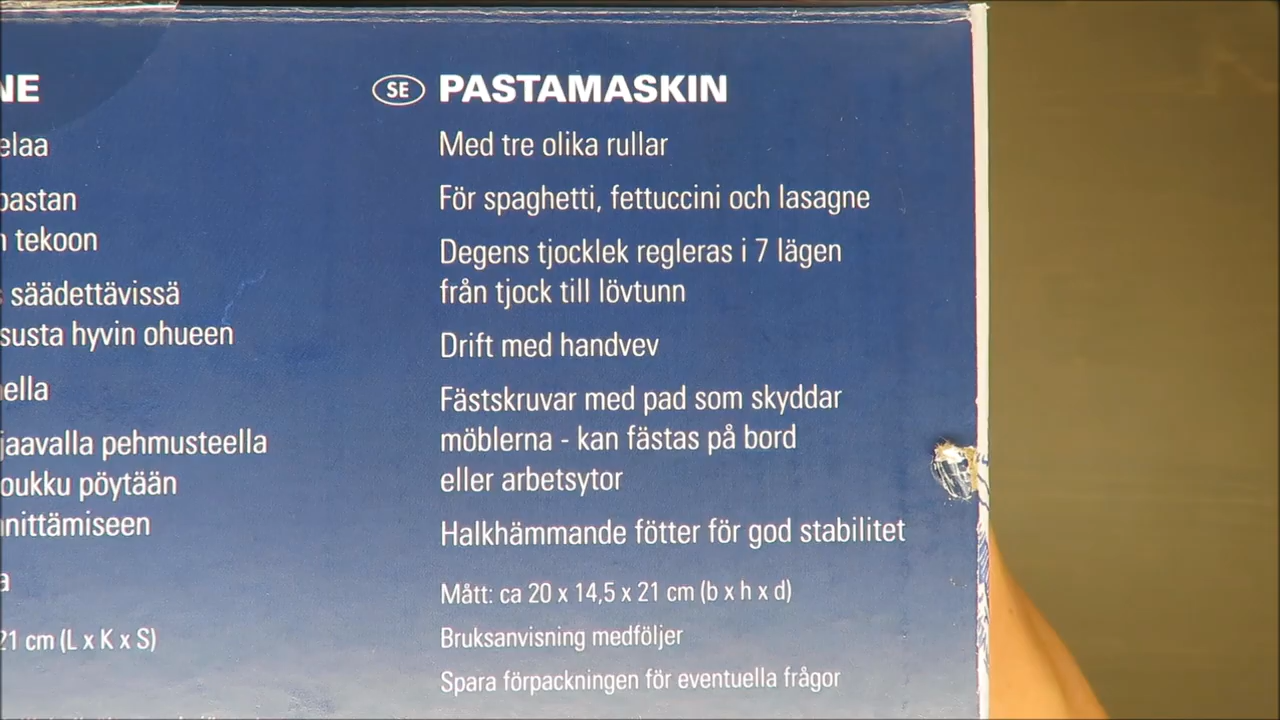 NE
elaa
pastan
n tekoon
säädettävissä
susta hyvin ohueen
ella
jaavalla pehmusteella
oukku pöytään
nnittämiseen
a
21 cm (L x K x S)
SE PASTAMASKIN
Med tre olika rullar
För spaghetti, fettuccini och lasagne
Degens tjocklek regleras i 7 lägen
från tjock till lövtunn
Drift med handvev
Fästskruvar med pad som skyddar
möblerna - kan fästas på bord
eller arbetsytor
Halkhämmande fötter för god stabilitet
Mått: ca 20 x 14,5 x 21 cm (b x h x d)
Bruksanvisning medföljer
Spara förpackningen för eventuella frågor